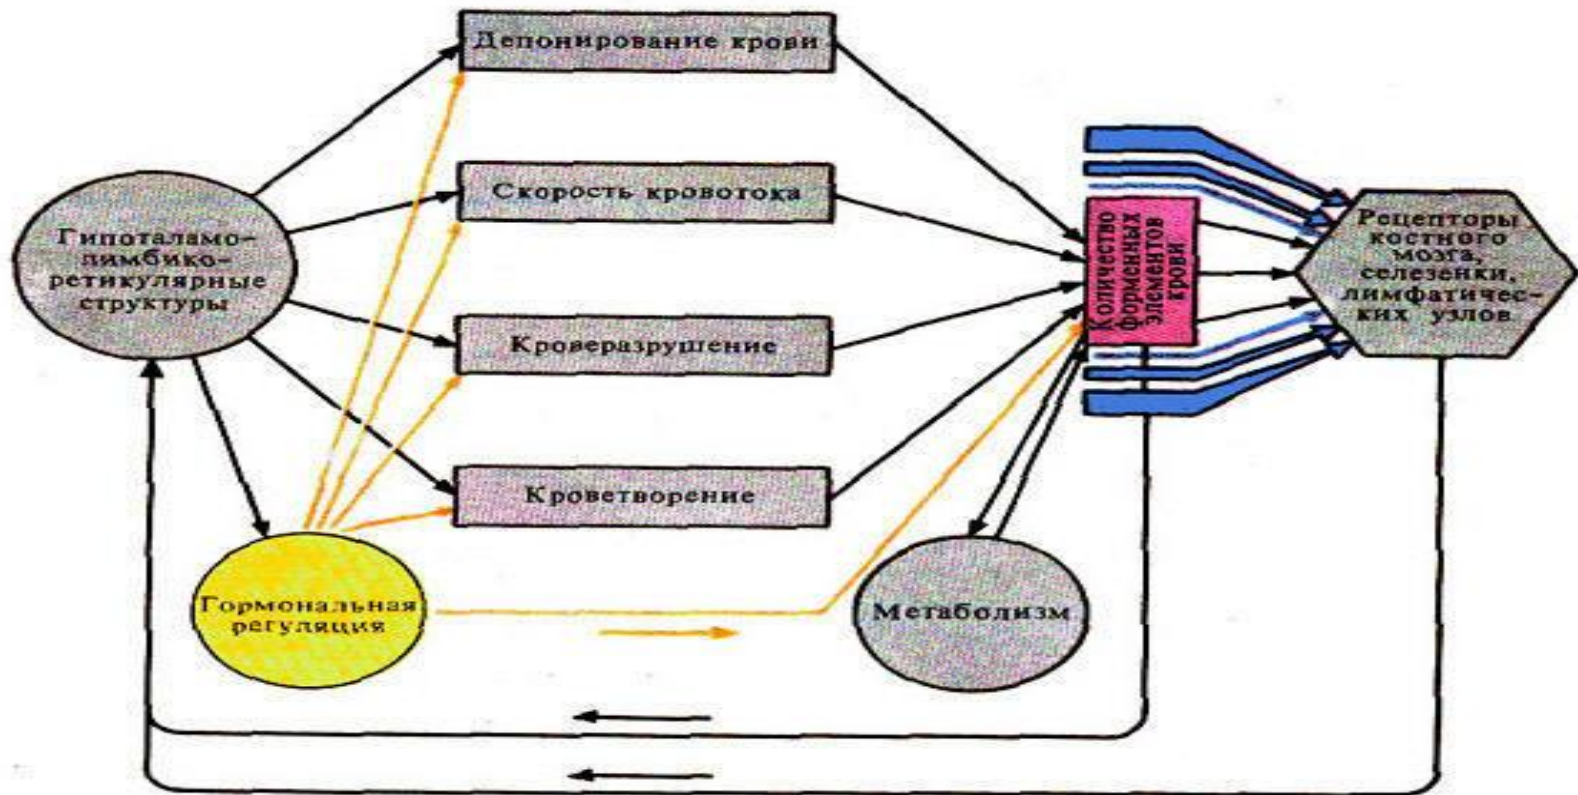 Депонирование крови
Скорость кровотока
Гипоталамо-
лимбико-
ретикулярные
структуры
Кроверазрушение
Кроветворение
Гормональная
регуляция
Метаболизм
Количество
форменных
элементов
крови
Рецепторы
костного
мозга,
селезенки,
лимфатичес-
ких узлов